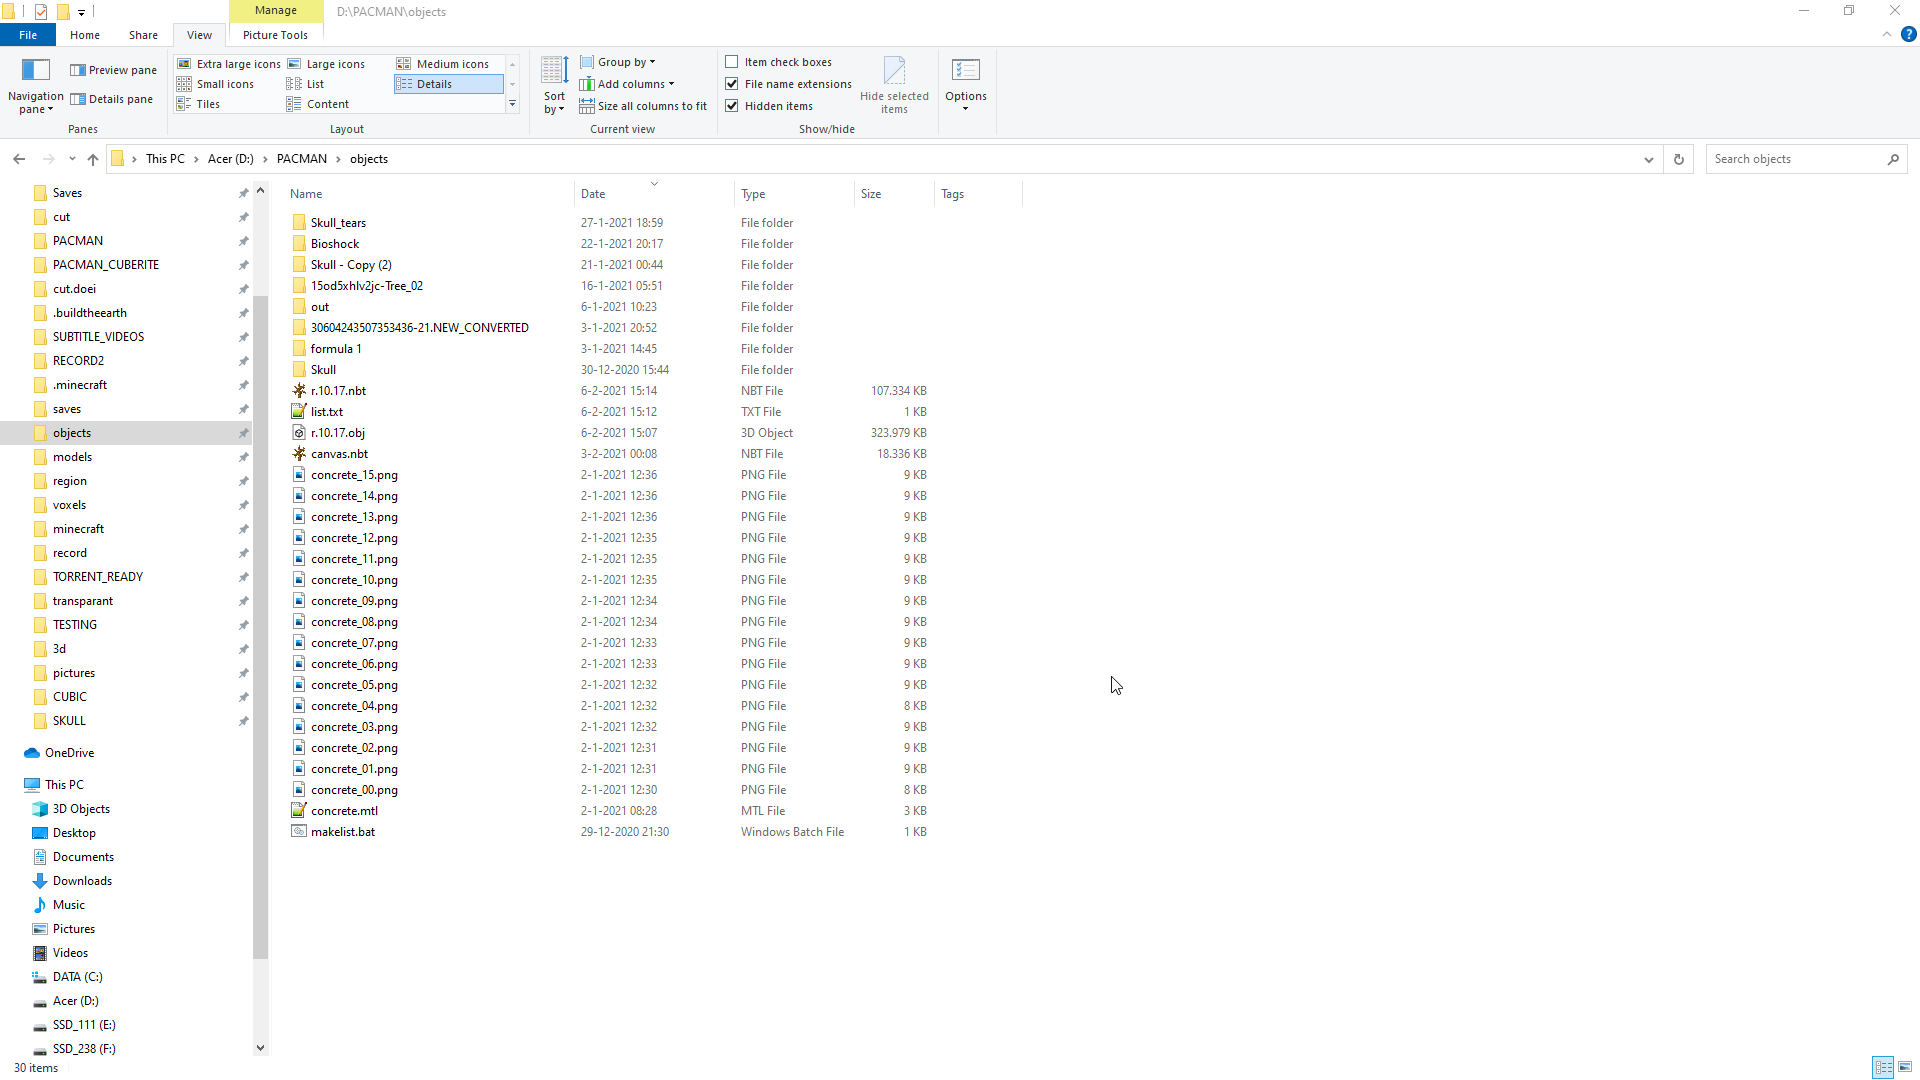 Manage
D:\PACMAN\objects
File
Home
Share
View
Picture Tools
Navigation pane
Preview pane
Details pane
Panes
Extra large icons
Large icons
Medium icons
Small icons
List
Details
Tiles
Content
Layout
Sort by
Group by
Add columns
Size all columns to fit
Current view
Item check boxes
File name extensions
Hidden items
Hide selected items
Show/hide
Options
This PC > Acer (D:) > PACMAN > objects
Search objects
Saves
cut
PACMAN
PACMAN_CUBERITE
cut.doei
.buildtheearth
SUBTITLE_VIDEOS
RECORD2
.minecraft
saves
objects
models
region
voxels
minecraft
record
TORRENT_READY
transparant
TESTING
3d
pictures
CUBIC
SKULL
OneDrive
This PC
3D Objects
Desktop
Documents
Downloads
Music
Pictures
Videos
DATA (C:)
Acer (D:)
SSD_111 (E:)
SSD_238 (F:)
Name Date Type Size Tags
Skull_tears 27-1-2021 18:59 File folder
Bioshock 22-1-2021 20:17 File folder
Skull - Copy (2) 21-1-2021 00:44 File folder
15od5xhlv2jc-Tree_02 16-1-2021 05:51 File folder
out 6-1-2021 10:23 File folder
30604243507353436-21.NEW_CONVERTED 3-1-2021 20:52 File folder
formula 1 3-1-2021 14:45 File folder
Skull 30-12-2020 15:44 File folder
r.10.17.nbt 6-2-2021 15:14 NBT File 107.334 KB
list.txt 6-2-2021 15:12 TXT File 1 KB
r.10.17.obj 6-2-2021 15:07 3D Object 323.979 KB
canvas.nbt 3-2-2021 00:08 NBT File 18.336 KB
concrete_15.png 2-1-2021 12:36 PNG File 9 KB
concrete_14.png 2-1-2021 12:36 PNG File 9 KB
concrete_13.png 2-1-2021 12:36 PNG File 9 KB
concrete_12.png 2-1-2021 12:35 PNG File 9 KB
concrete_11.png 2-1-2021 12:35 PNG File 9 KB
concrete_10.png 2-1-2021 12:35 PNG File 9 KB
concrete_09.png 2-1-2021 12:34 PNG File 9 KB
concrete_08.png 2-1-2021 12:34 PNG File 9 KB
concrete_07.png 2-1-2021 12:33 PNG File 9 KB
concrete_06.png 2-1-2021 12:33 PNG File 9 KB
concrete_05.png 2-1-2021 12:32 PNG File 9 KB
concrete_04.png 2-1-2021 12:32 PNG File 8 KB
concrete_03.png 2-1-2021 12:32 PNG File 9 KB
concrete_02.png 2-1-2021 12:31 PNG File 9 KB
concrete_01.png 2-1-2021 12:31 PNG File 9 KB
concrete_00.png 2-1-2021 12:30 PNG File 8 KB
concrete.mtl 2-1-2021 08:28 MTL File 3 KB
makelist.bat 29-12-2020 21:30 Windows Batch File 1 KB
30 items